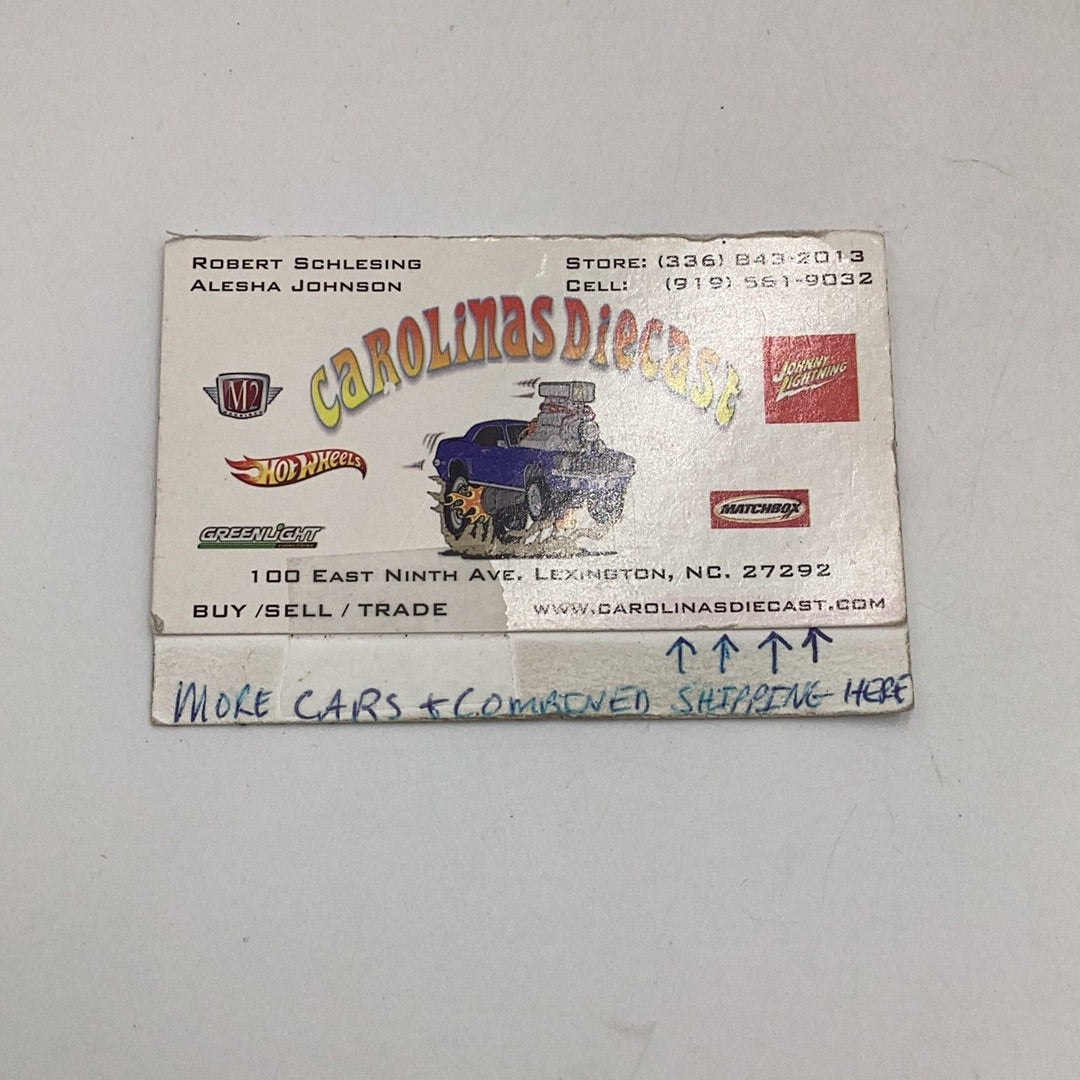 ROBERT SCHLESING
ALESHA JOHNSON
STORE: (336) 843-2013
CELL: (919) 561-9032
CAROLINAS DIECAST
M2
JOHNNY LIGHTNING
HOT WHEELS
MATCHBOX
GREENLIGHT
100 EAST NINTH AVE. LEXINGTON, NC. 27292
BUY /SELL / TRADE
WWW.CAROLINASDIECAST.COM
MORE CARS + COMBINED SHIPPING HERE